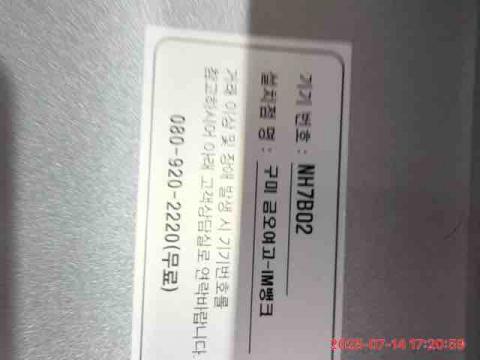 기기 번호 : NH7B02
설치점 명 : 구미 금오여고-IM뱅크
거래 이상 및 장애 발생 시 기기번호를
참고하시어 아래 고객상담실로 연락바랍니다.
080-920-2220(무료)
2025-07-14 17:20:59